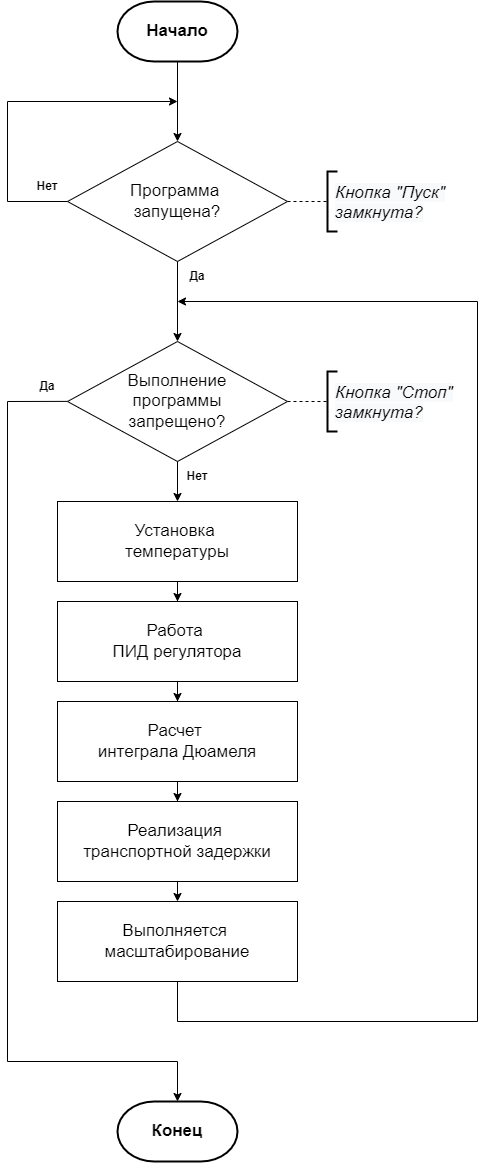 Начало
Нет
Программа
запущена?
Кнопка "Пуск"
замкнута?
Да
Да
Выполнение
программы
запрещено?
Кнопка "Стоп"
замкнута?
Нет
Установка
температуры
Работа
ПИД регулятора
Расчет
интеграла Дюамеля
Реализация
транспортной задержки
Выполняется
масштабирование
Конец